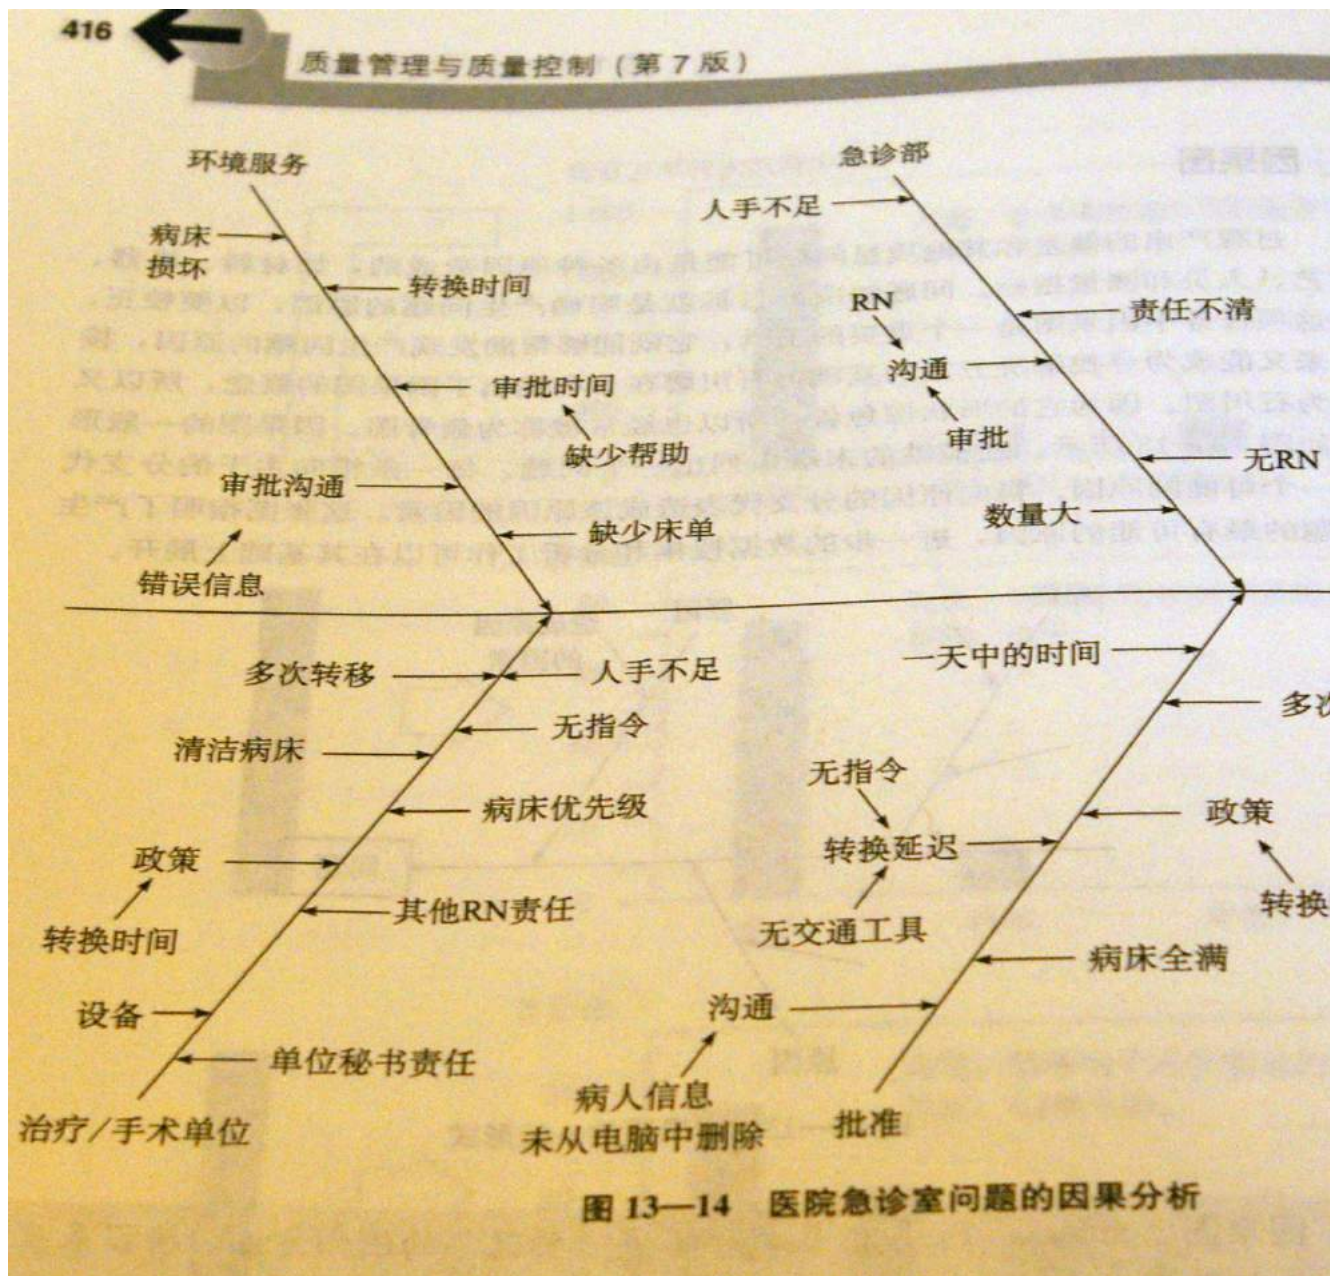 416
质量管理与质量控制（第7版）
环境服务
急诊部
病床
损坏
转换时间
审批时间
缺少帮助
审批沟通
缺少床单
错误信息
人手不足
责任不清
RN
沟通
审批
无RN
数量大
多次转移
人手不足
无指令
清洁病床
病床优先级
政策
其他RN责任
转换时间
设备
单位秘书责任
治疗/手术单位
一天中的时间
多次
无指令
政策
转换延迟
转换
无交通工具
病床全满
沟通
病人信息
未从电脑中删除
批准
图 13—14 医院急诊室问题的因果分析